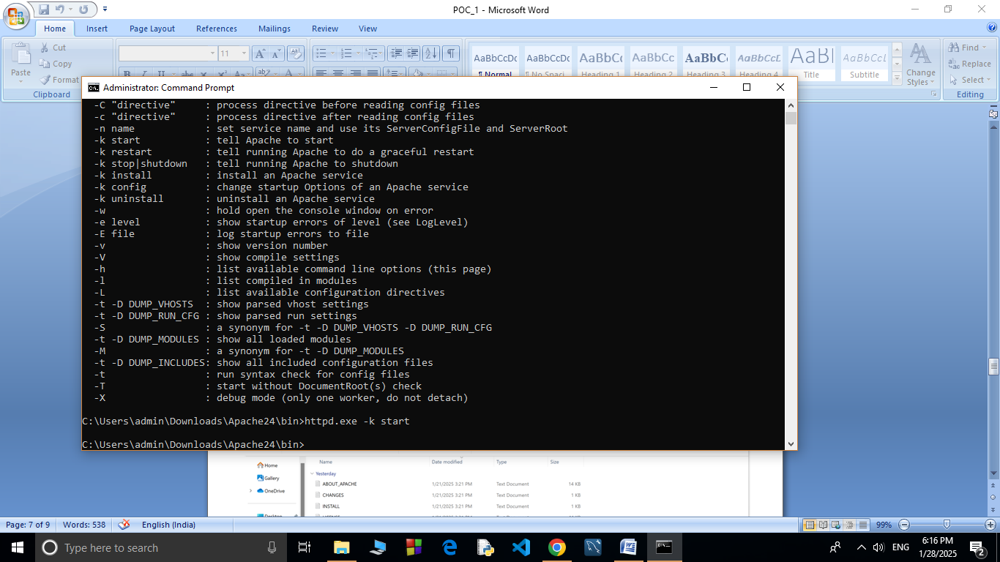 POC_1 - Microsoft Word
Home Insert Page Layout References Mailings Review View
Cut
Copy
Format
Paste
Clipboard
11
AaBbCcDc AaBbCcDc AaBbC AaBbCc AaBbC AaBbCcL AaBl AaBbCcL
¶ Normal ¶ No Spaci... Heading 1 Heading 2 Heading 3 Heading 4 Title Subtitle
Change
Styles
Find
Replace
Select
Editing
Administrator: Command Prompt
-C "directive" : process directive before reading config files
-c "directive" : process directive after reading config files
-n name : set service name and use its ServerConfigFile and ServerRoot
-k start : tell Apache to start
-k restart : tell running Apache to do a graceful restart
-k stop|shutdown : tell running Apache to shutdown
-k install : install an Apache service
-k config : change startup Options of an Apache service
-k uninstall : uninstall an Apache service
-w : hold open the console window on error
-e level : show startup errors of level (see LogLevel)
-E file : log startup errors to file
-v : show version number
-V : show compile settings
-h : list available command line options (this page)
-l : list compiled in modules
-L : list available configuration directives
-t -D DUMP_VHOSTS : show parsed vhost settings
-t -D DUMP_RUN_CFG : show parsed run settings
-S : a synonym for -t -D DUMP_VHOSTS -D DUMP_RUN_CFG
-t -D DUMP_MODULES : show all loaded modules
-M : a synonym for -t -D DUMP_MODULES
-t -D DUMP_INCLUDES: show all included configuration files
-t : run syntax check for config files
-T : start without DocumentRoot(s) check
-X : debug mode (only one worker, do not detach)
C:\Users\admin\Downloads\Apache24\bin>httpd.exe -k start
C:\Users\admin\Downloads\Apache24\bin>
Home
Gallery
OneDrive
Desktop
Name Date modified Type Size
Yesterday
ABOUT_APACHE 1/21/2025 3:21 PM Text Document 14 KB
CHANGES 1/21/2025 3:21 PM Text Document 1 KB
INSTALL 1/21/2025 3:21 PM Text Document 1 KB
Page: 7 of 9 Words: 538 English (India) 99%
Type here to search
ENG
6:16 PM
1/28/2025
2